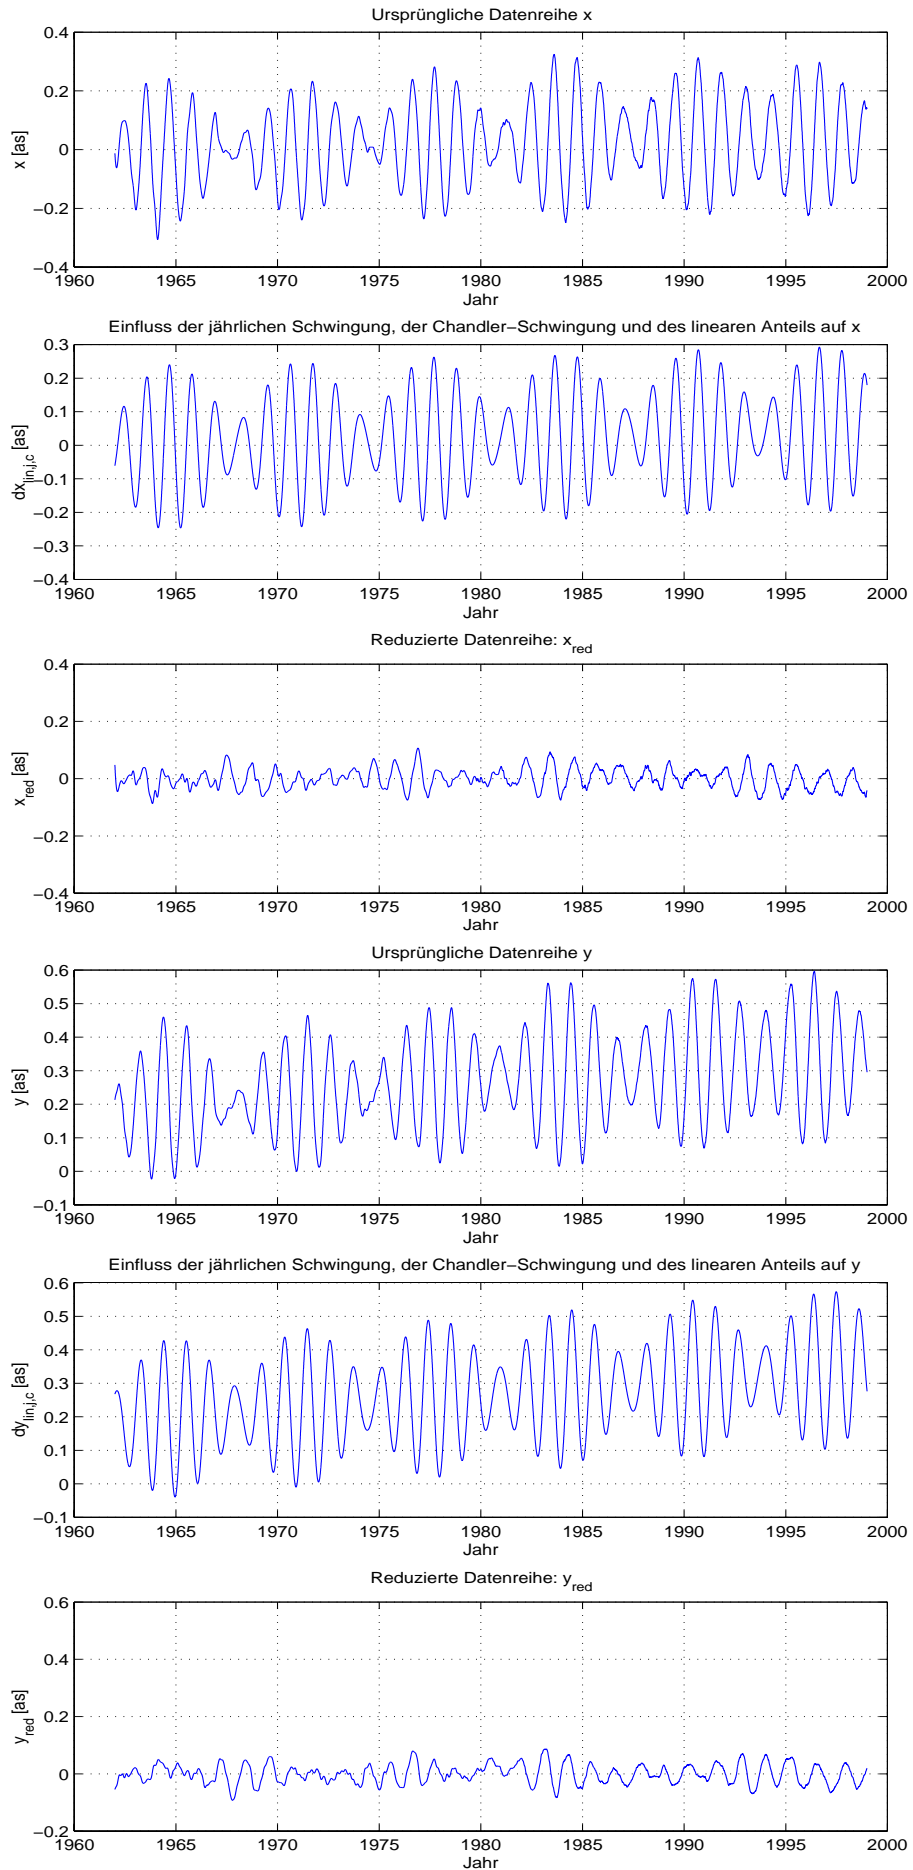 Ursprüngliche Datenreihe x
0.4
0.2
0
−0.2
−0.4
x [as]
1960 1965 1970 1975 1980 1985 1990 1995 2000
Jahr
Einfluss der jährlichen Schwingung, der Chandler−Schwingung und des linearen Anteils auf x
0.3
0.2
0.1
0
−0.1
−0.2
−0.3
−0.4
dx_lin,j,c [as]
1960 1965 1970 1975 1980 1985 1990 1995 2000
Jahr
Reduzierte Datenreihe: x_red
0.4
0.2
0
−0.2
−0.4
x_red [as]
1960 1965 1970 1975 1980 1985 1990 1995 2000
Jahr
Ursprüngliche Datenreihe y
0.6
0.5
0.4
0.3
0.2
0.1
0
−0.1
y [as]
1960 1965 1970 1975 1980 1985 1990 1995 2000
Jahr
Einfluss der jährlichen Schwingung, der Chandler−Schwingung und des linearen Anteils auf y
0.6
0.5
0.4
0.3
0.2
0.1
0
−0.1
dy_lin,j,c [as]
1960 1965 1970 1975 1980 1985 1990 1995 2000
Jahr
Reduzierte Datenreihe: y_red
0.6
0.4
0.2
0
−0.2
y_red [as]
1960 1965 1970 1975 1980 1985 1990 1995 2000
Jahr